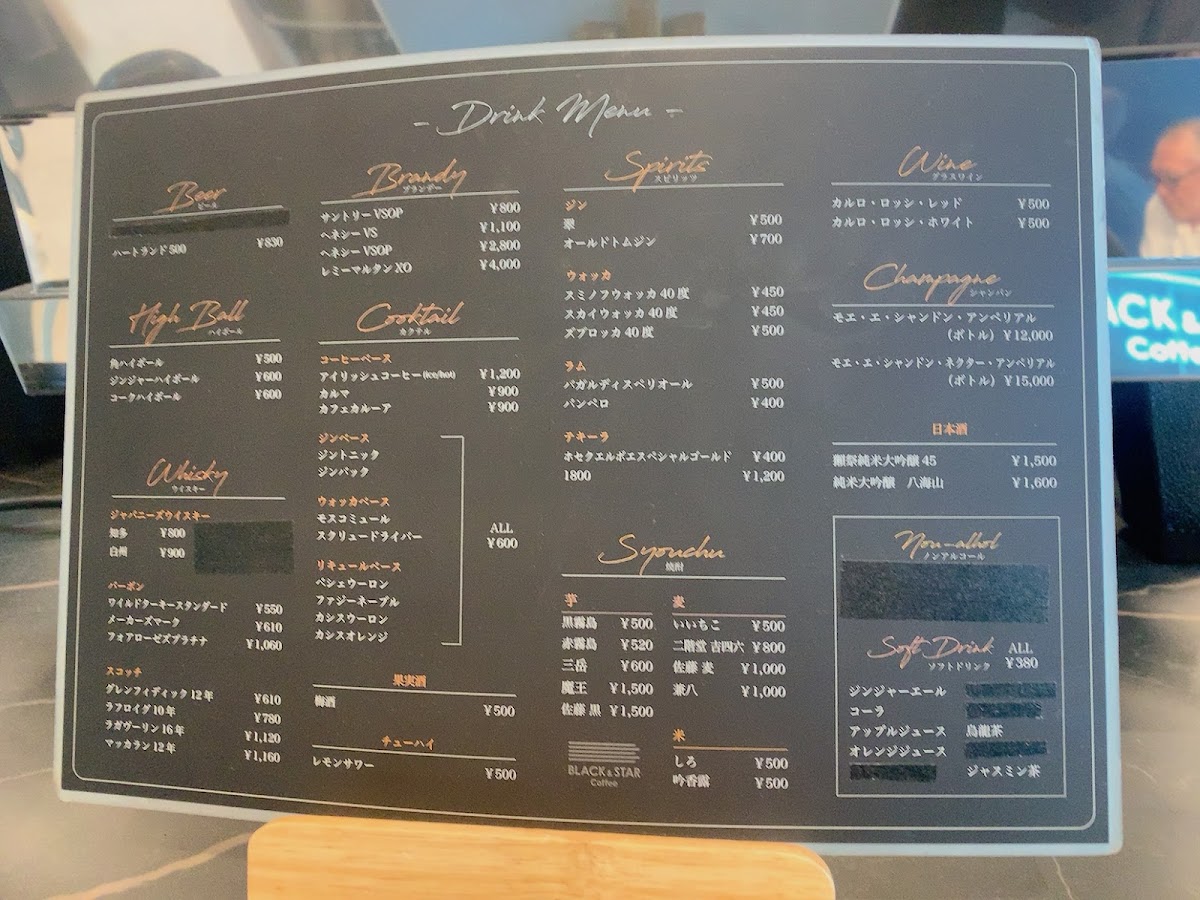 - Drink Menu -
Beer
ビール
ハートランド500 ¥830
High Ball
ハイボール
角ハイボール ¥500
ジンジャーハイボール ¥600
コークハイボール ¥600
Whisky
ウイスキー
ジャパニーズウイスキー
知多 ¥800
白州 ¥900
バーボン
ワイルドターキースタンダード ¥550
メーカーズマーク ¥610
フォアローゼズプラチナ ¥1,060
スコッチ
グレンフィディック12年 ¥610
ラフロイグ10年 ¥780
ラガヴーリン16年 ¥1,120
マッカラン12年 ¥1,160
Brandy
ブランデー
サントリーVSOP ¥800
ヘネシーVS ¥1,100
ヘネシーVSOP ¥2,800
レミーマルタンXO ¥4,000
Cocktail
カクテル
コーヒーベース
アイリッシュコーヒー(ice/hot) ¥1,200
カルマ ¥900
カフェカルーア ¥900
ジンベース
ジントニック
ジンバック
ウォッカベース
モスコミュール
スクリュードライバー
リキュールベース
ペシェウーロン
ファジーネーブル
カシスウーロン
カシスオレンジ
ALL
¥600
果実酒
梅酒 ¥500
チューハイ
レモンサワー ¥500
Spirits
スピリッツ
ジン
翠 ¥500
オールドトムジン ¥700
ウォッカ
スミノフウォッカ40度 ¥450
スカイウォッカ40度 ¥450
ズブロッカ40度 ¥500
ラム
バガルディスペリオール ¥500
パンペロ ¥400
テキーラ
ホセクエルボエスペシャルゴールド ¥400
1800 ¥1,200
Syouchu
焼酎
芋
黒霧島 ¥500
赤霧島 ¥520
三岳 ¥600
魔王 ¥1,500
佐藤 黒 ¥1,500
麦
いいちこ ¥500
二階堂 吉四六 ¥800
佐藤 麦 ¥1,000
兼八 ¥1,000
米
しろ ¥500
吟香露 ¥500
BLACK & STAR
Coffee
Wine
グラスワイン
カルロ・ロッシ・レッド ¥500
カルロ・ロッシ・ホワイト ¥500
Champagne
シャンパン
モエ・エ・シャンドン・アンペリアル
(ボトル) ¥12,000
モエ・エ・シャンドン・ネクター・アンペリアル
(ボトル) ¥15,000
日本酒
獺祭純米大吟醸45 ¥1,500
純米大吟醸 八海山 ¥1,600
Non-alhol
ノンアルコール
Soft Drink
ソフトドリンク
ALL
¥380
ジンジャーエール
コーラ
アップルジュース
オレンジジュース
烏龍茶
ジャスミン茶
ACK &
Coffe